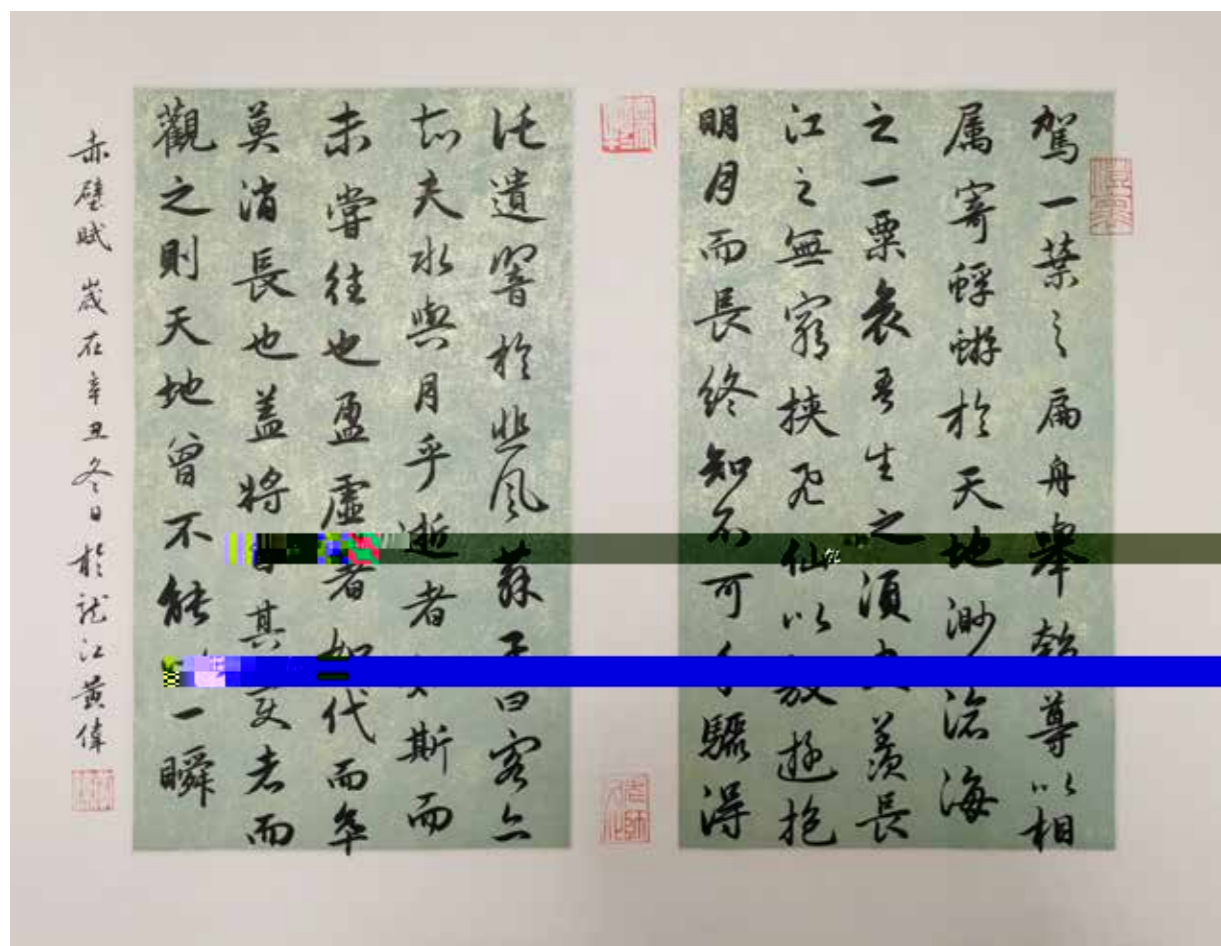 駕一葉之扁舟舉尊以相
属寄蜉蝣於天地渺滄海
之一粟哀吾生之須羨長
江之無窮挾飛仙以遊抱
明月而長終知不可驟得
託遺響於悲風蘇曰客亦
知夫水與月乎逝者斯而
未嘗往也盈虛者如代而卒
莫消長也盖將其者而
觀之則天地曾不能一瞬
赤壁賦 歲在辛丑冬日於龍江黃偉